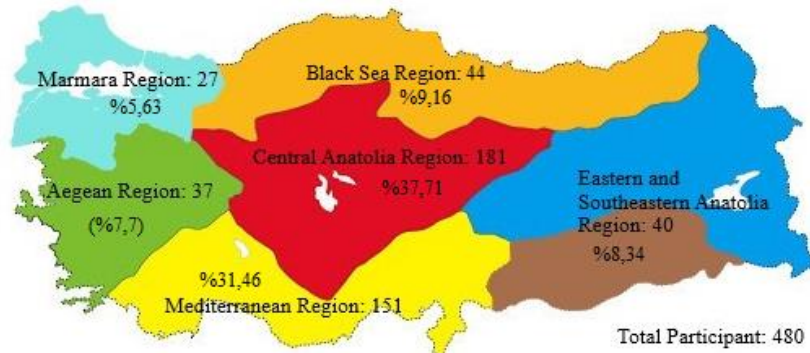 Marmara Region: 27
%5,63
Black Sea Region: 44
%9,16
Central Anatolia Region: 181
%37,71
Aegean Region: 37
(%7,7)
Eastern and
Southeastern Anatolia
Region: 40
%8,34
%31,46
Mediterranean Region: 151
Total Participant: 480